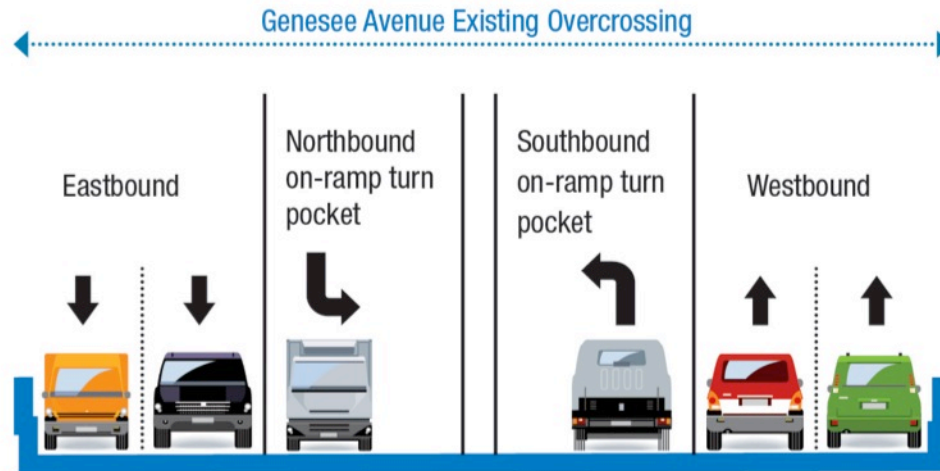 Genesee Avenue Existing Overcrossing
Eastbound
Northbound
on-ramp turn
pocket
Southbound
on-ramp turn
pocket
Westbound